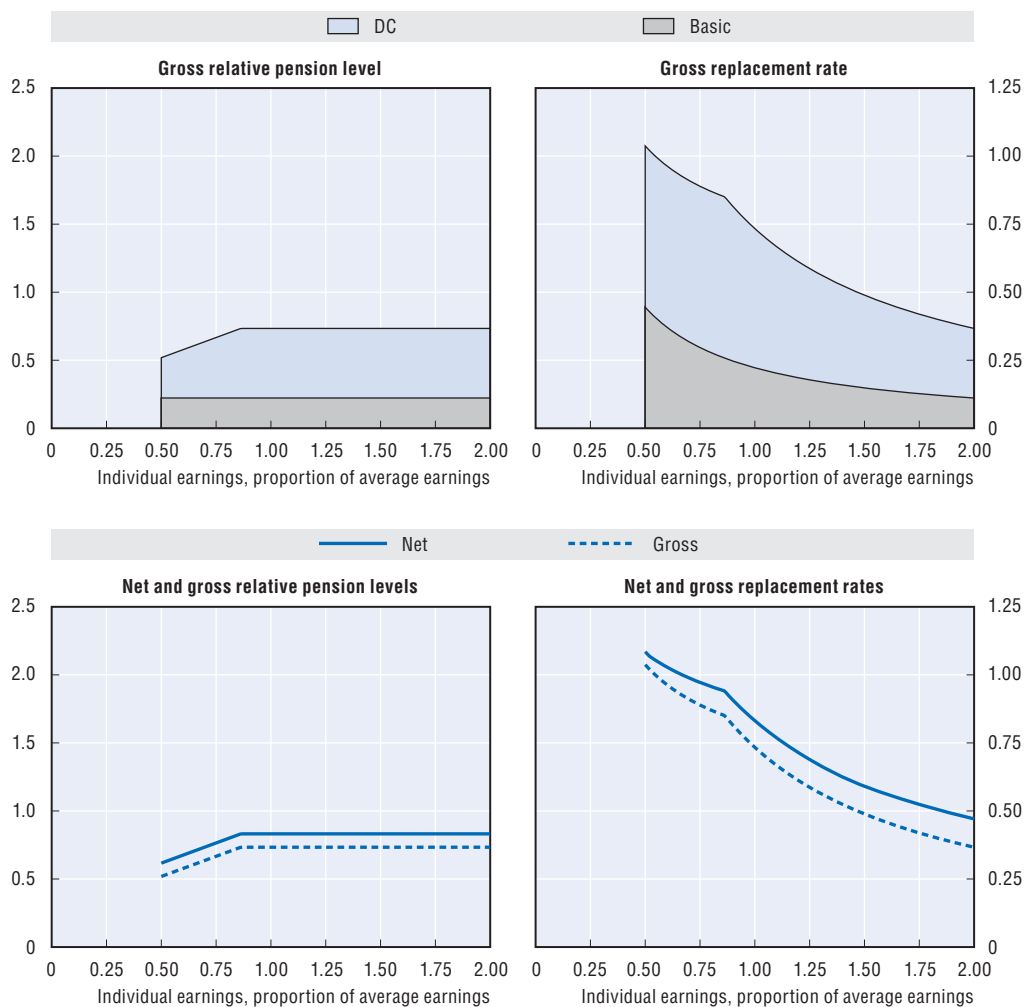 DC Basic
Gross relative pension level
2.5
2.0
1.5
1.0
0.5
0
0 0.25 0.50 0.75 1.00 1.25 1.50 1.75 2.00
Individual earnings, proportion of average earnings
Gross replacement rate
1.25
1.00
0.75
0.50
0.25
0
0 0.25 0.50 0.75 1.00 1.25 1.50 1.75 2.00
Individual earnings, proportion of average earnings
Net Gross
Net and gross relative pension levels
2.5
2.0
1.5
1.0
0.5
0
0 0.25 0.50 0.75 1.00 1.25 1.50 1.75 2.00
Individual earnings, proportion of average earnings
Net and gross replacement rates
1.25
1.00
0.75
0.50
0.25
0
0 0.25 0.50 0.75 1.00 1.25 1.50 1.75 2.00
Individual earnings, proportion of average earnings